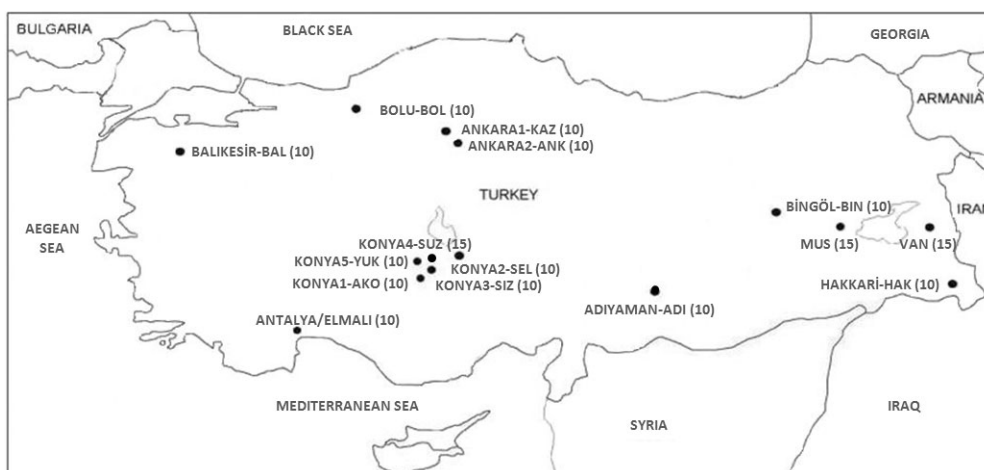 BULGARIA
BLACK SEA
GEORGIA
ARMANIA
BOLU-BOL (10)
ANKARA1-KAZ (10)
ANKARA2-ANK (10)
BALIKESİR-BAL (10)
TURKEY
IRAN
BİNGÖL-BIN (10)
AEGEAN
SEA
KONYA4-SUZ (15)
MUS (15)
VAN (15)
KONYA5-YUK (10)
KONYA2-SEL (10)
KONYA1-AKO (10)
KONYA3-SIZ (10)
HAKKARİ-HAK (10)
ADIYAMAN-ADI (10)
ANTALYA/ELMALI (10)
MEDITERRANEAN SEA
SYRIA
IRAQ